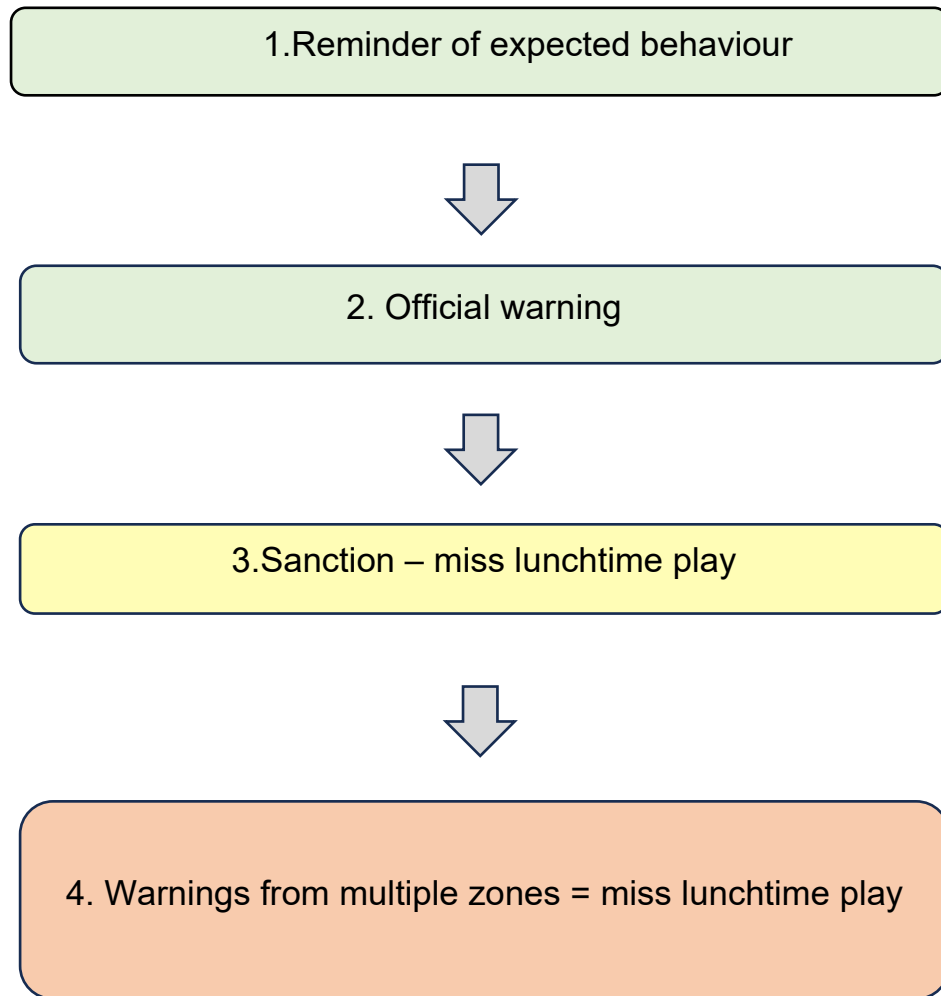 1.Reminder of expected behaviour
2. Official warning
3.Sanction – miss lunchtime play
4. Warnings from multiple zones = miss lunchtime play